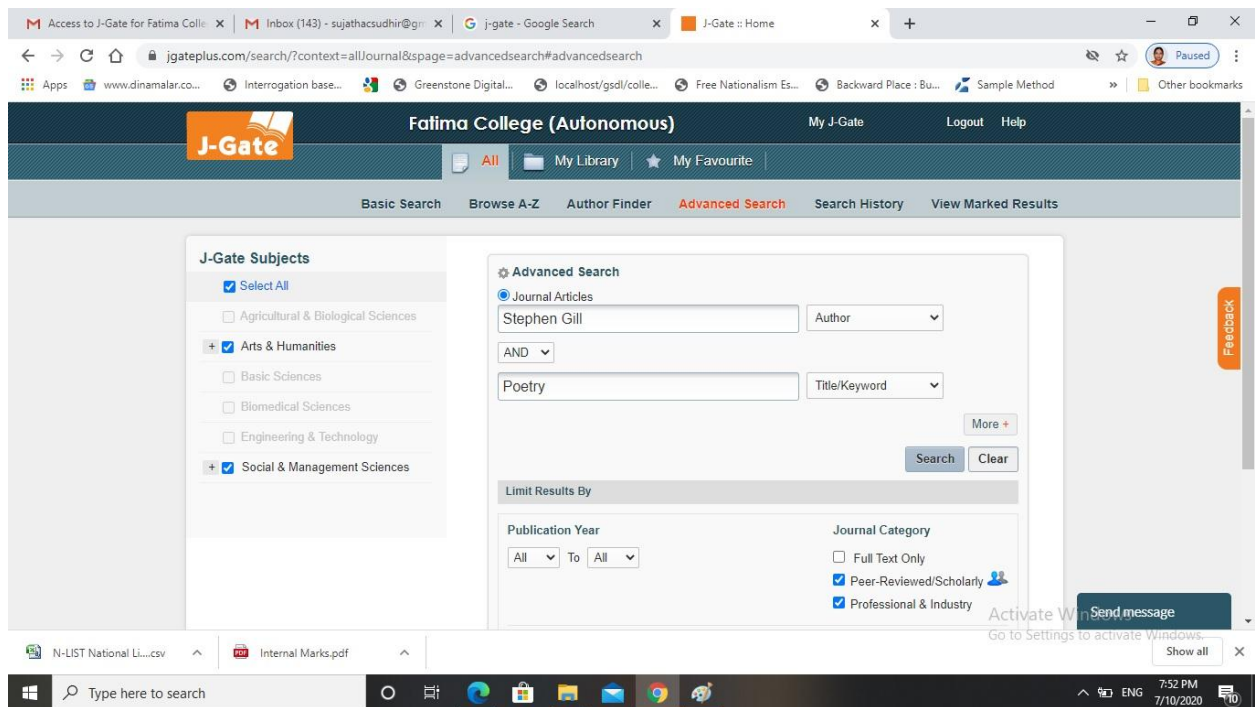 Access to J-Gate for Fatima Colle
Inbox (143) - sujathacsudhir@gm
j-gate - Google Search
J-Gate :: Home
jgateplus.com/search/?context=allJournal&spage=advancedsearch#advancedsearch
Paused
Apps
www.dinamalar.co...
Interrogation base...
Greenstone Digital...
localhost/gsdl/colle...
Free Nationalism Es...
Backward Place : Bu...
Sample Method
»
Other bookmarks
J-Gate
Fatima College (Autonomous)
My J-Gate
Logout
Help
All
My Library
My Favourite
Basic Search
Browse A-Z
Author Finder
Advanced Search
Search History
View Marked Results
J-Gate Subjects
Select All
Agricultural & Biological Sciences
+ Arts & Humanities
Basic Sciences
Biomedical Sciences
Engineering & Technology
+ Social & Management Sciences
Advanced Search
Journal Articles
Stephen Gill
Author
AND
Poetry
Title/Keyword
More +
Search
Clear
Limit Results By
Publication Year
All To All
Journal Category
Full Text Only
Peer-Reviewed/Scholarly
Professional & Industry
Feedback
Send message
Activate Windows
Go to Settings to activate Windows.
N-LIST National Li....csv
Internal Marks.pdf
Show all
Type here to search
ENG
7:52 PM
7/10/2020
10